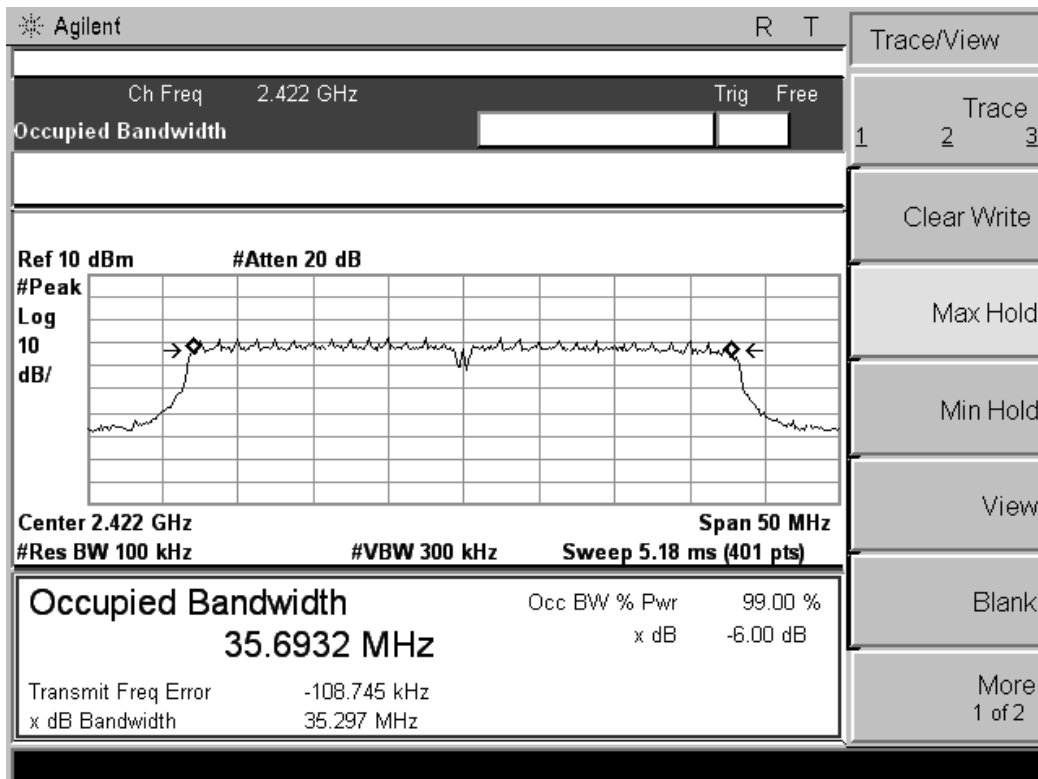 Agilent R T
Trace/View
Ch Freq 2.422 GHz Trig Free
Occupied Bandwidth
Trace
1 2 3
Clear Write
Ref 10 dBm #Atten 20 dB
#Peak
Log
10
dB/
Max Hold
Min Hold
View
Center 2.422 GHz Span 50 MHz
#Res BW 100 kHz #VBW 300 kHz Sweep 5.18 ms (401 pts)
Occupied Bandwidth Occ BW % Pwr 99.00 %
35.6932 MHz x dB -6.00 dB
Blank
Transmit Freq Error -108.745 kHz
x dB Bandwidth 35.297 MHz
More
1 of 2